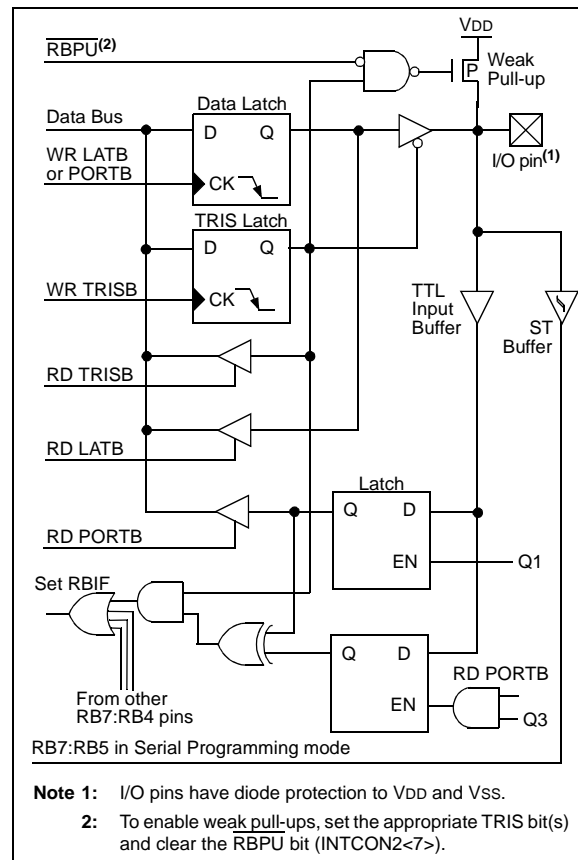 RBPU(2)
VDD
P
Weak
Pull-up
Data Bus
Data Latch
D
Q
I/O pin(1)
WR LATB
or PORTB
CK
TRIS Latch
D
Q
WR TRISB
CK
TTL
Input
Buffer
ST
Buffer
RD TRISB
RD LATB
Latch
Q
D
RD PORTB
EN
Q1
Set RBIF
Q
D
RD PORTB
EN
Q3
From other
RB7:RB4 pins
RB7:RB5 in Serial Programming mode
Note 1: I/O pins have diode protection to VDD and VSS.
2: To enable weak pull-ups, set the appropriate TRIS bit(s)
and clear the RBPU bit (INTCON2<7>).